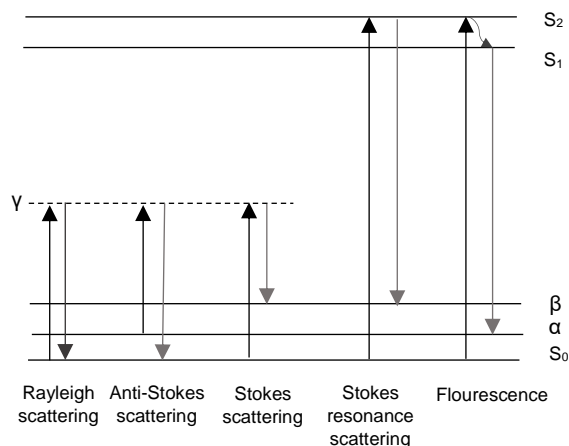 S₂
S₁
γ
β
α
S₀
Rayleigh scattering
Anti-Stokes scattering
Stokes scattering
Stokes resonance scattering
Flourescence